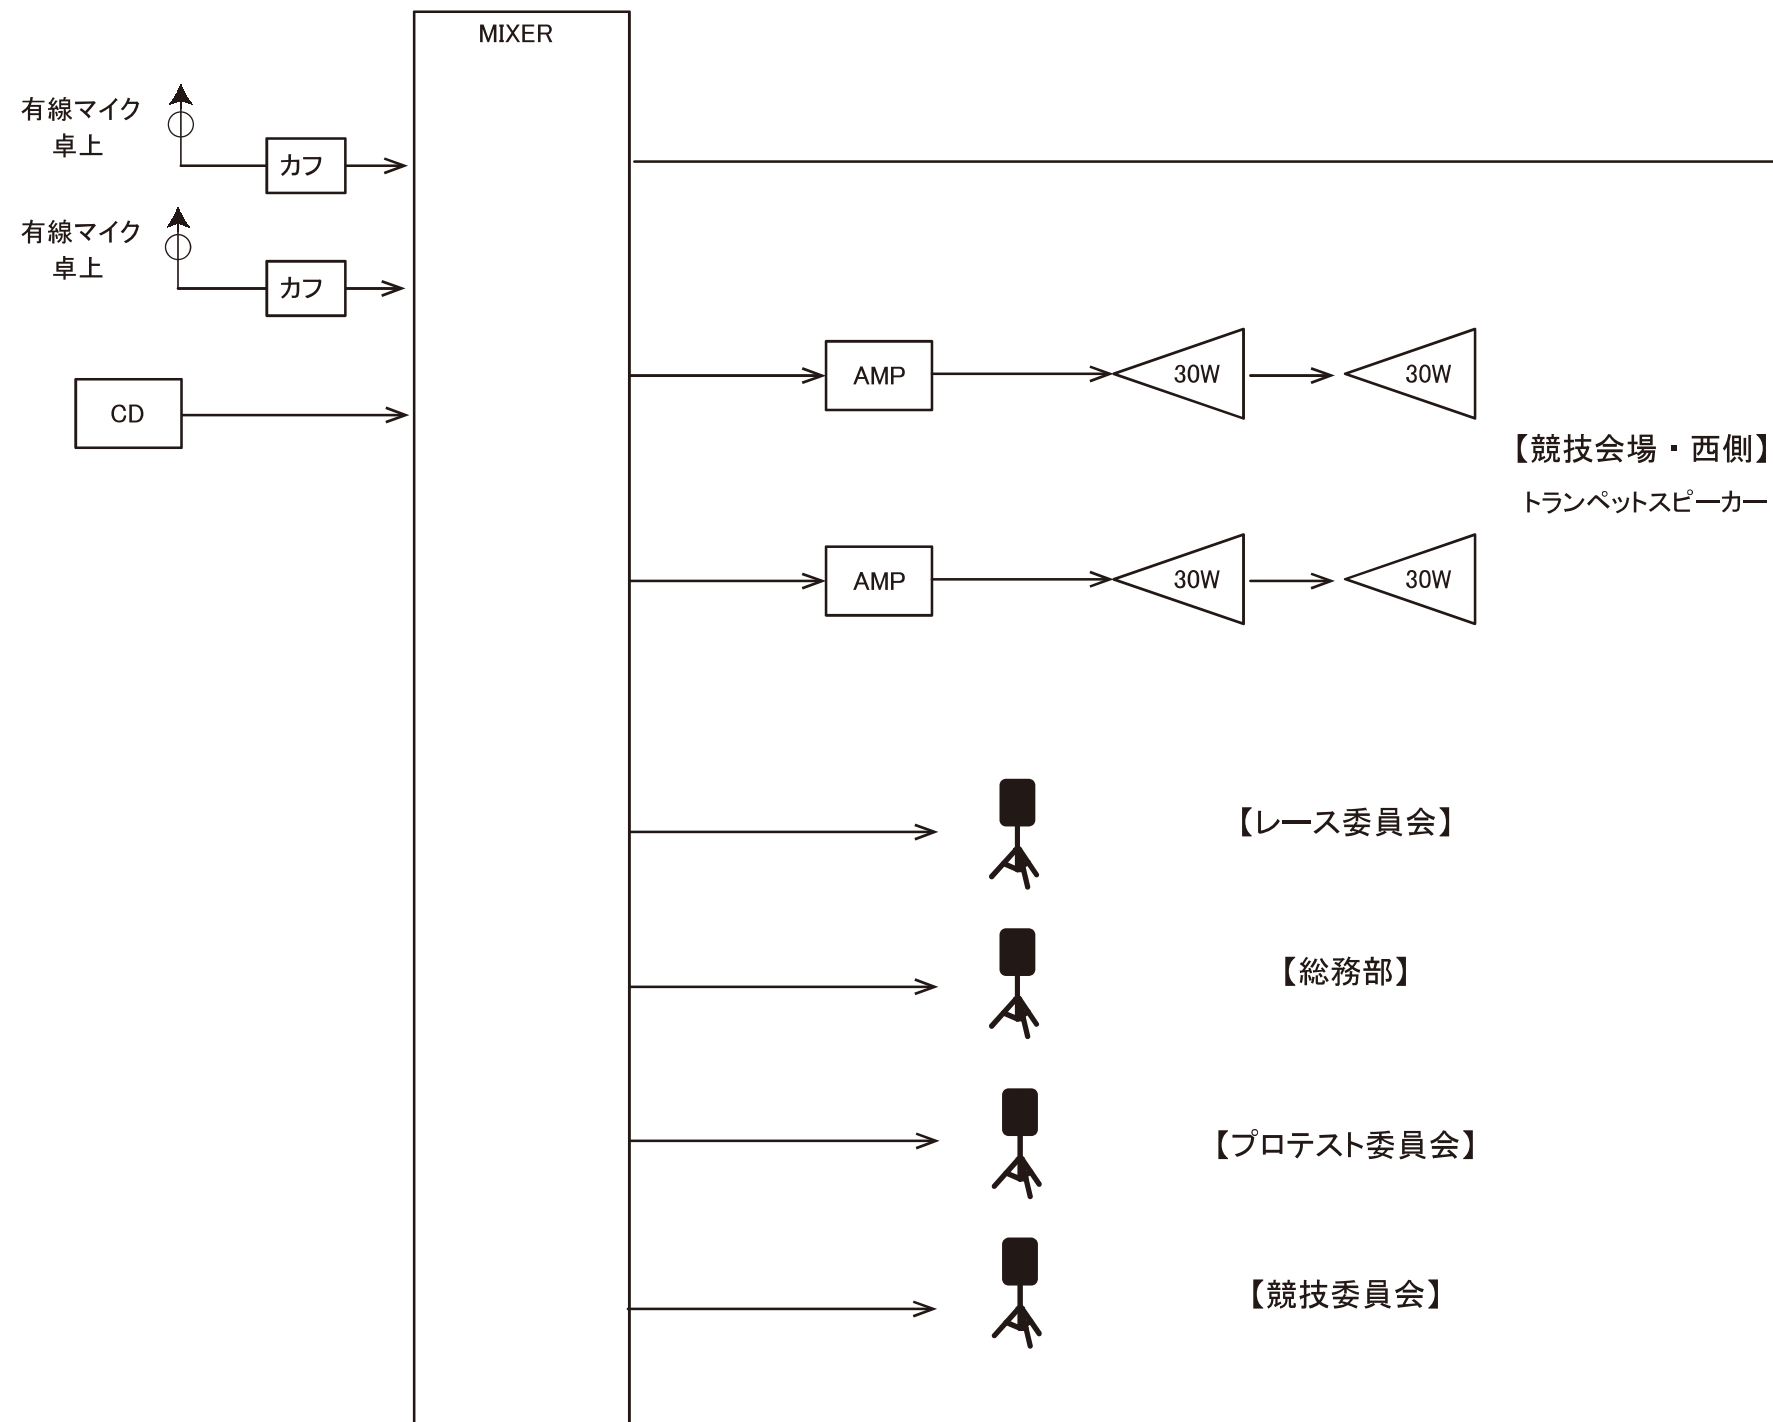 MIXER
有線マイク
卓上
カフ
有線マイク
卓上
カフ
CD
AMP
30W
30W
【競技会場・西側】
トランペットスピーカー
AMP
30W
30W
【レース委員会】
【総務部】
【プロテスト委員会】
【競技委員会】